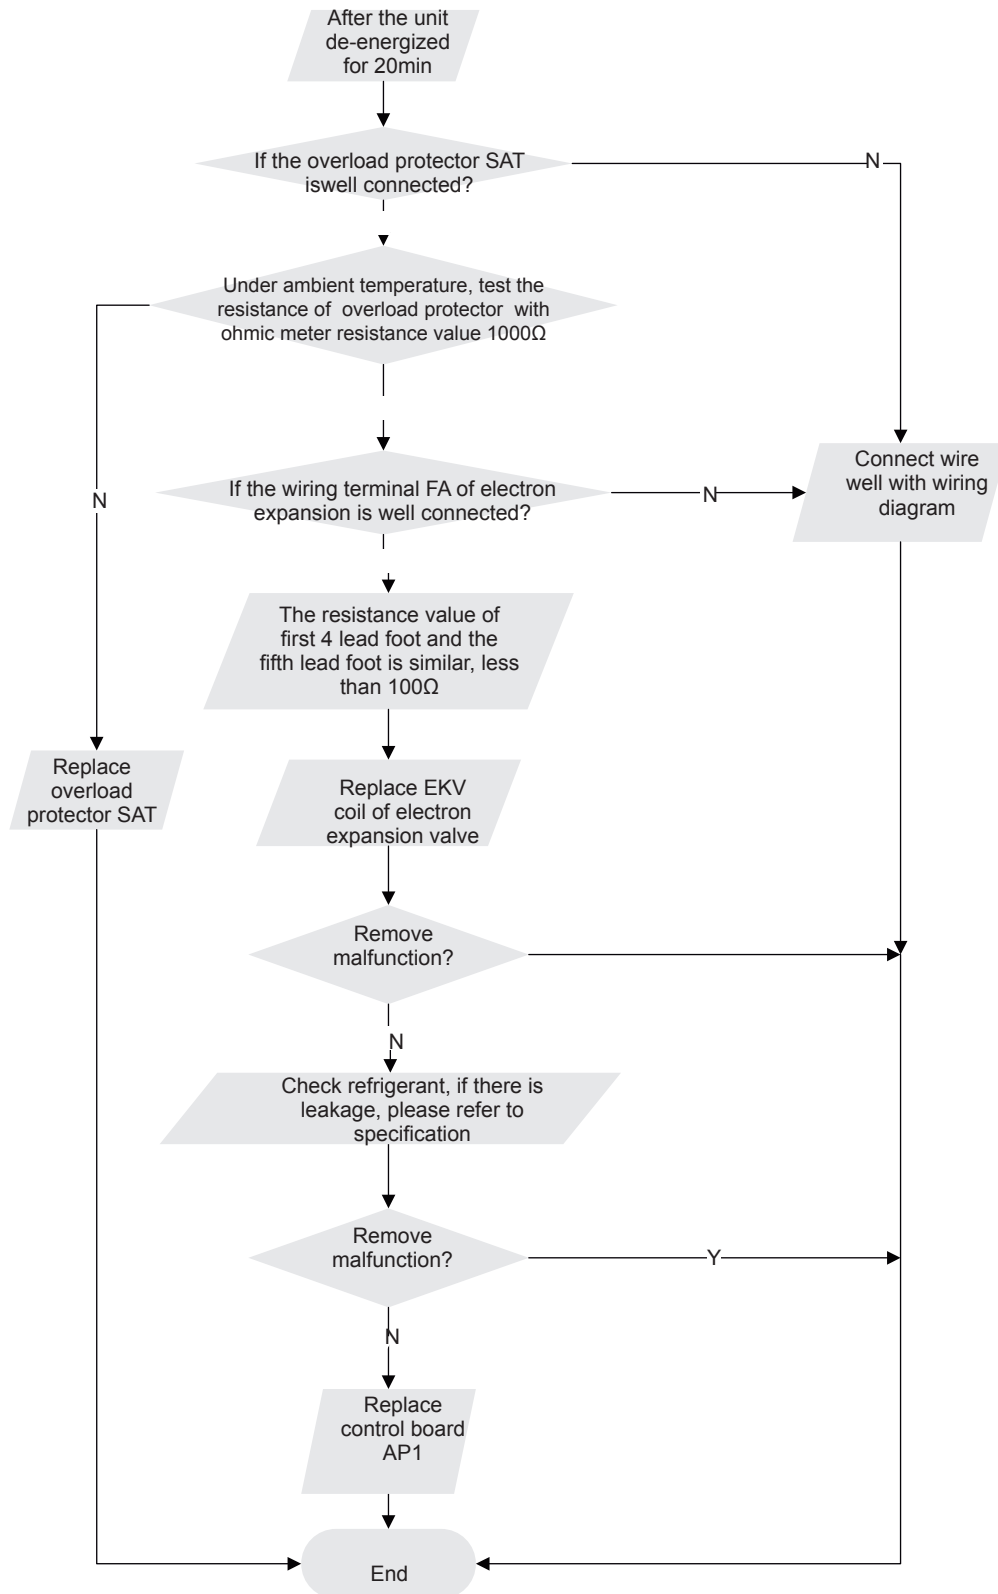 After the unit
de-energized
for 20min
If the overload protector SAT
iswell connected?
N
Under ambient temperature, test the
resistance of overload protector with
ohmic meter resistance value 1000Ω
N
If the wiring terminal FA of electron
expansion is well connected?
N
Connect wire
well with wiring
diagram
The resistance value of
first 4 lead foot and the
fifth lead foot is similar, less
than 100Ω
Replace
overload
protector SAT
Replace EKV
coil of electron
expansion valve
Remove
malfunction?
N
Check refrigerant, if there is
leakage, please refer to
specification
Remove
malfunction?
Y
N
Replace
control board
AP1
End